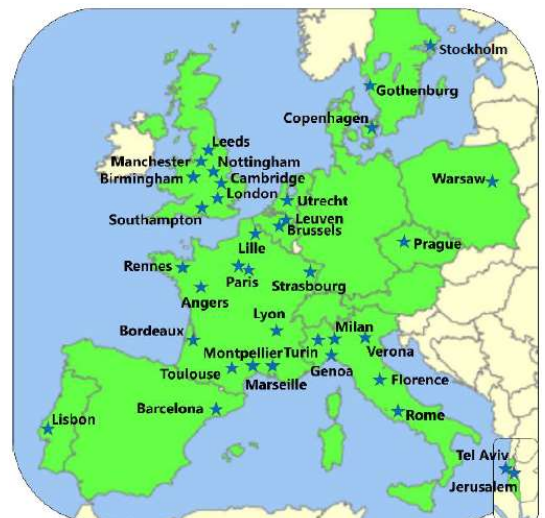 Stockholm
Gothenburg
Copenhagen
Leeds
Manchester
Nottingham
Birmingham
Cambridge
London
Southampton
Warsaw
Utrecht
Leuven
Brussels
Lille
Prague
Rennes
Paris
Strasbourg
Angers
Lyon
Bordeaux
Milan
Montpellier
Turin
Verona
Toulouse
Genoa
Marseille
Florence
Barcelona
Rome
Lisbon
Tel Aviv
Jerusalem